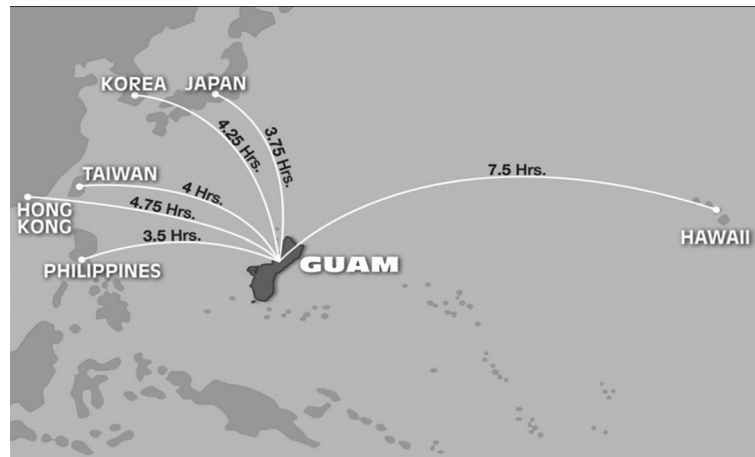 KOREA JAPAN
4.25 Hrs.
3.75 Hrs.
7.5 Hrs.
TAIWAN
4 Hrs.
HONG
KONG
4.75 Hrs.
3.5 Hrs.
PHILIPPINES
GUAM
HAWAII